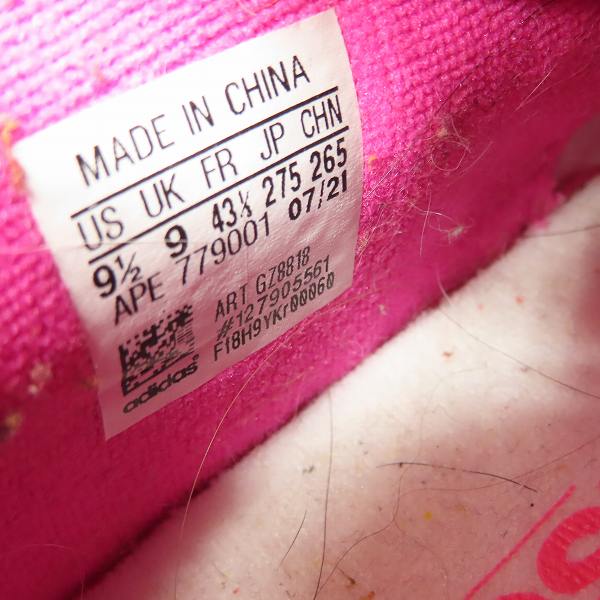 MADE IN CHINA
US UK FR JP CHN
9½ 9 43⅓ 275 265
APE 779001 07/21
ART GZ8818
#127905561
F18H9YKr00060
adidas®